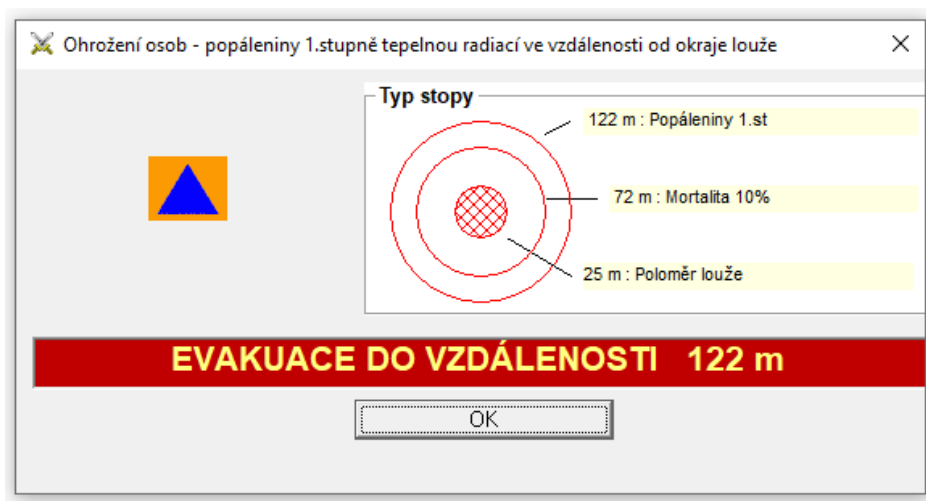 Ohrožení osob - popáleniny 1.stupně tepelnou radiací ve vzdálenosti od okraje louže
Typ stopy
122 m : Popáleniny 1.st
72 m : Mortalita 10%
25 m : Poloměr louže
EVAKUACE DO VZDÁLENOSTI 122 m
OK